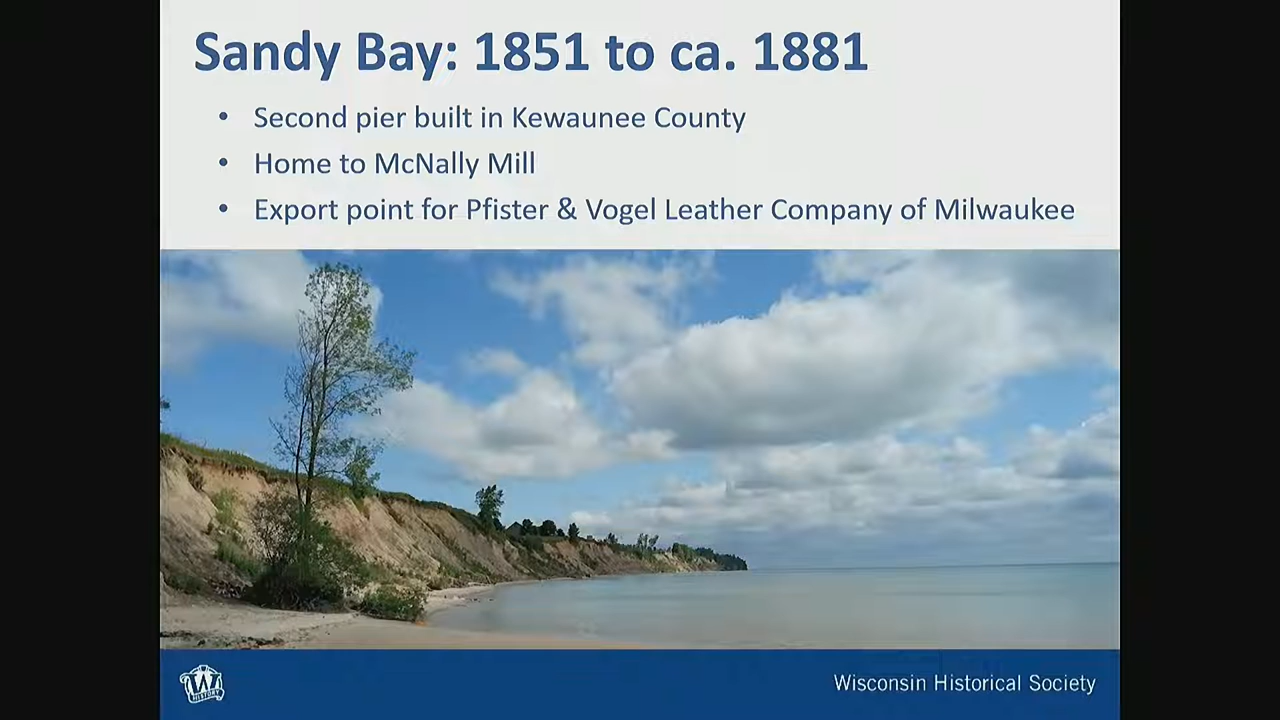 Sandy Bay: 1851 to ca. 1881
• Second pier built in Kewaunee County
• Home to McNally Mill
• Export point for Pfister & Vogel Leather Company of Milwaukee
W
HISTORY
Wisconsin Historical Society